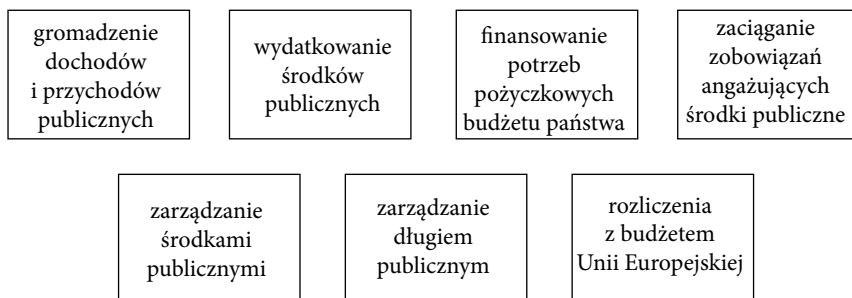 gromadzenie
dochodów
i przychodów
publicznych
wydatkowanie
środków
publicznych
finansowanie
potrzeb
pożyczkowych
budżetu państwa
zaciąganie
zobowiązań
angażujących
środki publiczne
zarządzanie
środkami
publicznymi
zarządzanie
długiem
publicznym
rozliczenia
z budżetem
Unii Europejskiej